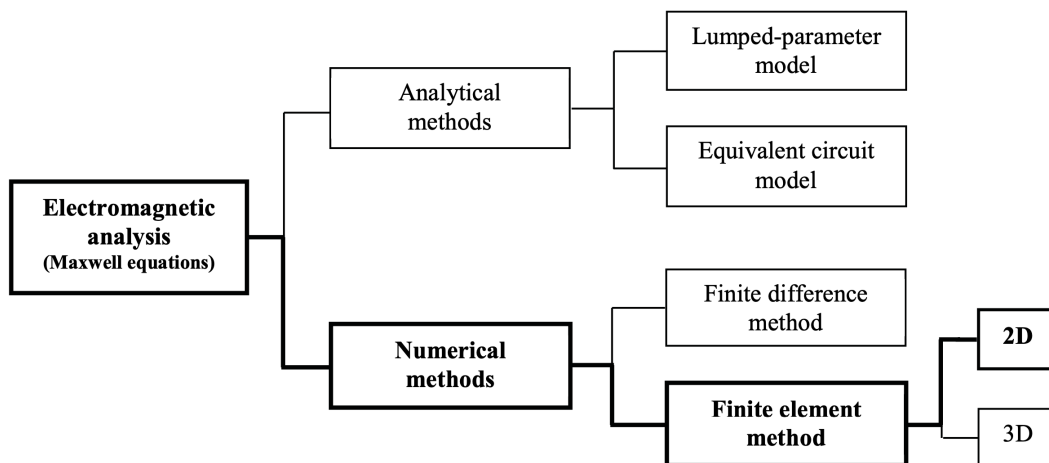 Lumped-parameter
model
Analytical
methods
Equivalent circuit
model
Electromagnetic
analysis
(Maxwell equations)
Finite difference
method
2D
Numerical
methods
Finite element
method
3D